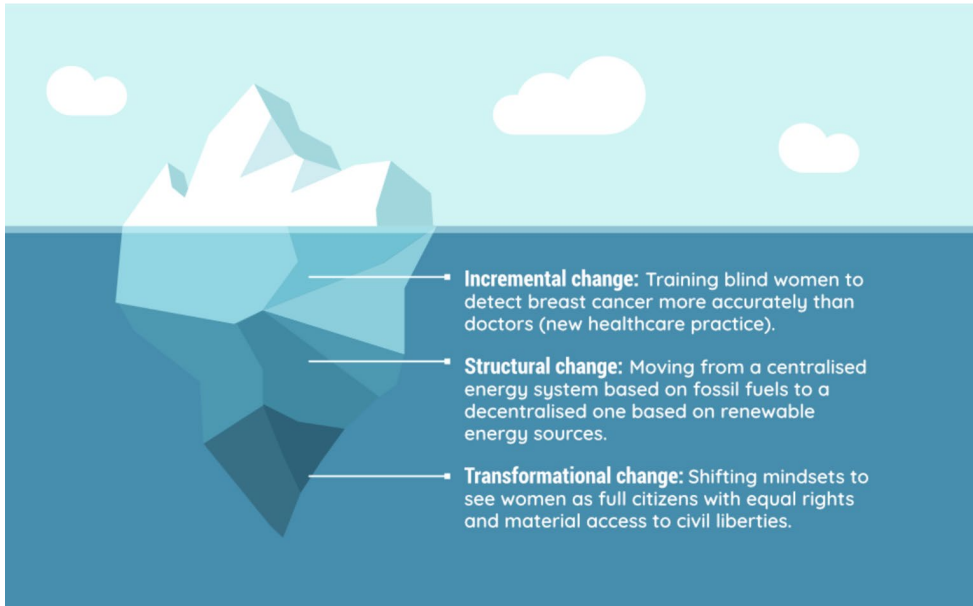 Incremental change: Training blind women to
detect breast cancer more accurately than
doctors (new healthcare practice).
Structural change: Moving from a centralised
energy system based on fossil fuels to a
decentralised one based on renewable
energy sources.
Transformational change: Shifting mindsets to
see women as full citizens with equal rights
and material access to civil liberties.